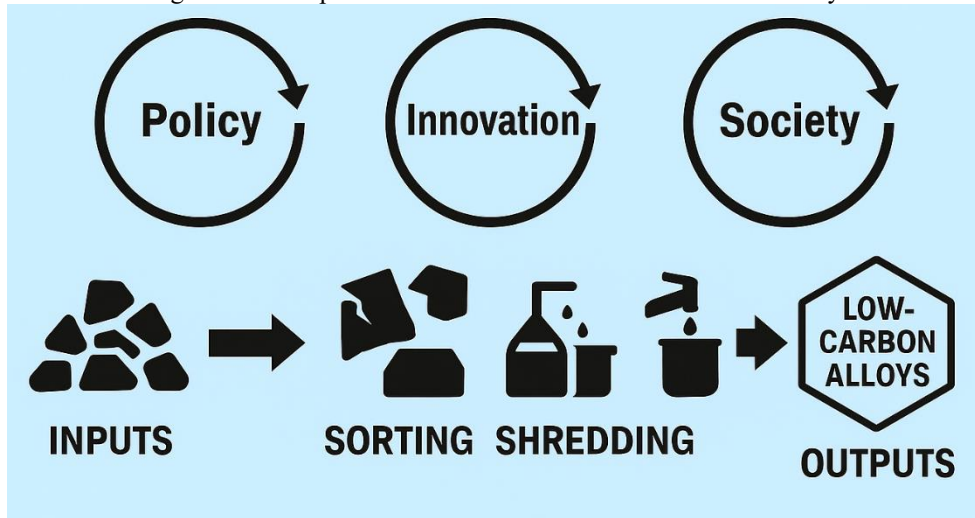 Policy
Innovation
Society
LOW-
CARBON
ALLOYS
INPUTS
SORTING SHREDDING
OUTPUTS